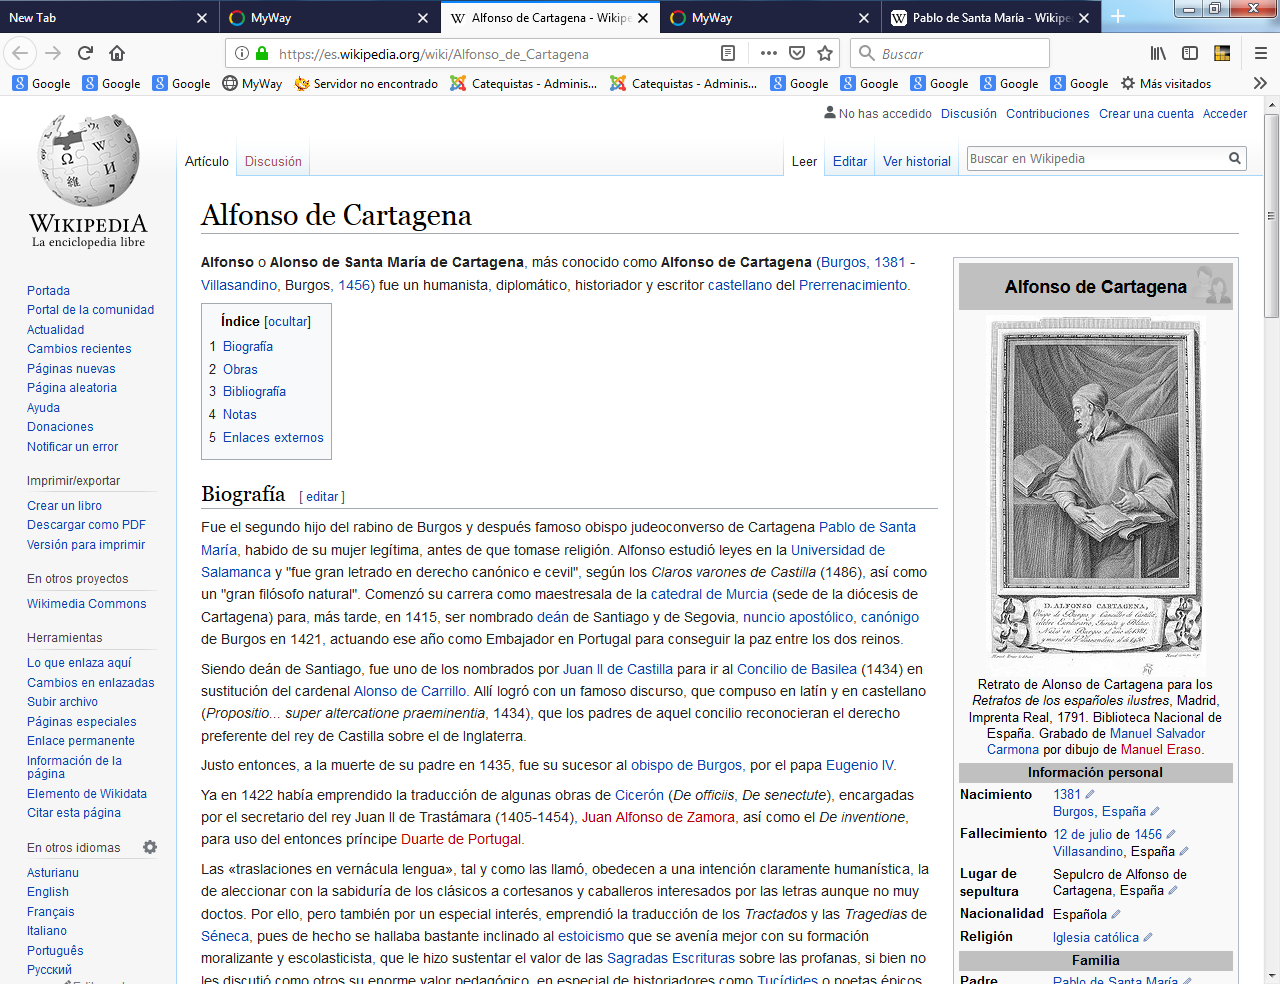 New Tab
MyWay
Alfonso de Cartagena - Wikipe
MyWay
Pablo de Santa María - Wikipe
https://es.wikipedia.org/wiki/Alfonso_de_Cartagena
Buscar
Google
Google
Google
MyWay
Servidor no encontrado
Catequistas - Adminis...
Catequistas - Adminis...
Google
Google
Google
Google
Google
Más visitados
No has accedido
Discusión
Contribuciones
Crear una cuenta
Acceder
WIKIPEDIA
La enciclopedia libre
Artículo
Discusión
Leer
Editar
Ver historial
Buscar en Wikipedia
Portada
Portal de la comunidad
Actualidad
Cambios recientes
Páginas nuevas
Página aleatoria
Ayuda
Donaciones
Notificar un error
Imprimir/exportar
Crear un libro
Descargar como PDF
Versión para imprimir
En otros proyectos
Wikimedia Commons
Herramientas
Lo que enlaza aquí
Cambios en enlazadas
Subir archivo
Páginas especiales
Enlace permanente
Información de la
página
Elemento de Wikidata
Citar esta página
En otros idiomas
Asturianu
English
Français
Italiano
Português
Русский
Alfonso de Cartagena
Alfonso o Alonso de Santa María de Cartagena, más conocido como Alfonso de Cartagena (Burgos, 1381 -
Villasandino, Burgos, 1456) fue un humanista, diplomático, historiador y escritor castellano del Prerrenacimiento.
Índice [ocultar]
1 Biografía
2 Obras
3 Bibliografía
4 Notas
5 Enlaces externos
Biografía [ editar ]
Fue el segundo hijo del rabino de Burgos y después famoso obispo judeoconverso de Cartagena Pablo de Santa
María, habido de su mujer legítima, antes de que tomase religión. Alfonso estudió leyes en la Universidad de
Salamanca y "fue gran letrado en derecho canónico e cevil", según los Claros varones de Castilla (1486), así como
un "gran filósofo natural". Comenzó su carrera como maestresala de la catedral de Murcia (sede de la diócesis de
Cartagena) para, más tarde, en 1415, ser nombrado deán de Santiago y de Segovia, nuncio apostólico, canónigo
de Burgos en 1421, actuando ese año como Embajador en Portugal para conseguir la paz entre los dos reinos.
Siendo deán de Santiago, fue uno de los nombrados por Juan II de Castilla para ir al Concilio de Basilea (1434) en
sustitución del cardenal Alonso de Carrillo. Allí logró con un famoso discurso, que compuso en latín y en castellano
(Propositio... super altercatione praeminentia, 1434), que los padres de aquel concilio reconocieran el derecho
preferente del rey de Castilla sobre el de Inglaterra.
Justo entonces, a la muerte de su padre en 1435, fue su sucesor al obispo de Burgos, por el papa Eugenio IV.
Ya en 1422 había emprendido la traducción de algunas obras de Cicerón (De officiis, De senectute), encargadas
por el secretario del rey Juan II de Trastámara (1405-1454), Juan Alfonso de Zamora, así como el De inventione,
para uso del entonces príncipe Duarte de Portugal.
Las «traslaciones en vernácula lengua», tal y como las llamó, obedecen a una intención claramente humanística, la
de aleccionar con la sabiduría de los clásicos a cortesanos y caballeros interesados por las letras aunque no muy
doctos. Por ello, pero también por un especial interés, emprendió la traducción de los Tractados y las Tragedias de
Séneca, pues de hecho se hallaba bastante inclinado al estoicismo que se avenía mejor con su formación
moralizante y escolasticista, que le hizo sustentar el valor de las Sagradas Escrituras sobre las profanas, si bien no
les discutió como otros su enorme valor pedagógico, en especial de historiadores como Tucídides o poetas épicos
Alfonso de Cartagena
D. ALFONSO CARTAGENA,
Retrato de Alonso de Cartagena para los
Retratos de los españoles ilustres, Madrid,
Imprenta Real, 1791. Biblioteca Nacional de
España. Grabado de Manuel Salvador
Carmona por dibujo de Manuel Eraso.
Información personal
Nacimiento 1381
Burgos, España
Fallecimiento 12 de julio de 1456
Villasandino, España
Lugar de sepultura Sepulcro de Alfonso de
Cartagena, España
Nacionalidad Española
Religión Iglesia católica
Familia
Padre Pablo de Santa María